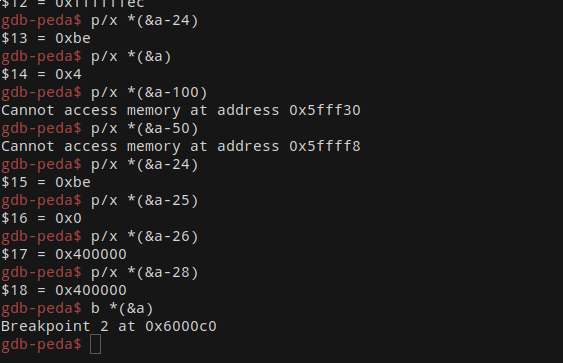 $12 = 0xffffffec
gdb-peda$ p/x *(&a-24)
$13 = 0xbe
gdb-peda$ p/x *(&a)
$14 = 0x4
gdb-peda$ p/x *(&a-100)
Cannot access memory at address 0x5fff30
gdb-peda$ p/x *(&a-50)
Cannot access memory at address 0x5ffff8
gdb-peda$ p/x *(&a-24)
$15 = 0xbe
gdb-peda$ p/x *(&a-25)
$16 = 0x0
gdb-peda$ p/x *(&a-26)
$17 = 0x400000
gdb-peda$ p/x *(&a-28)
$18 = 0x400000
gdb-peda$ b *(&a)
Breakpoint 2 at 0x6000c0
gdb-peda$